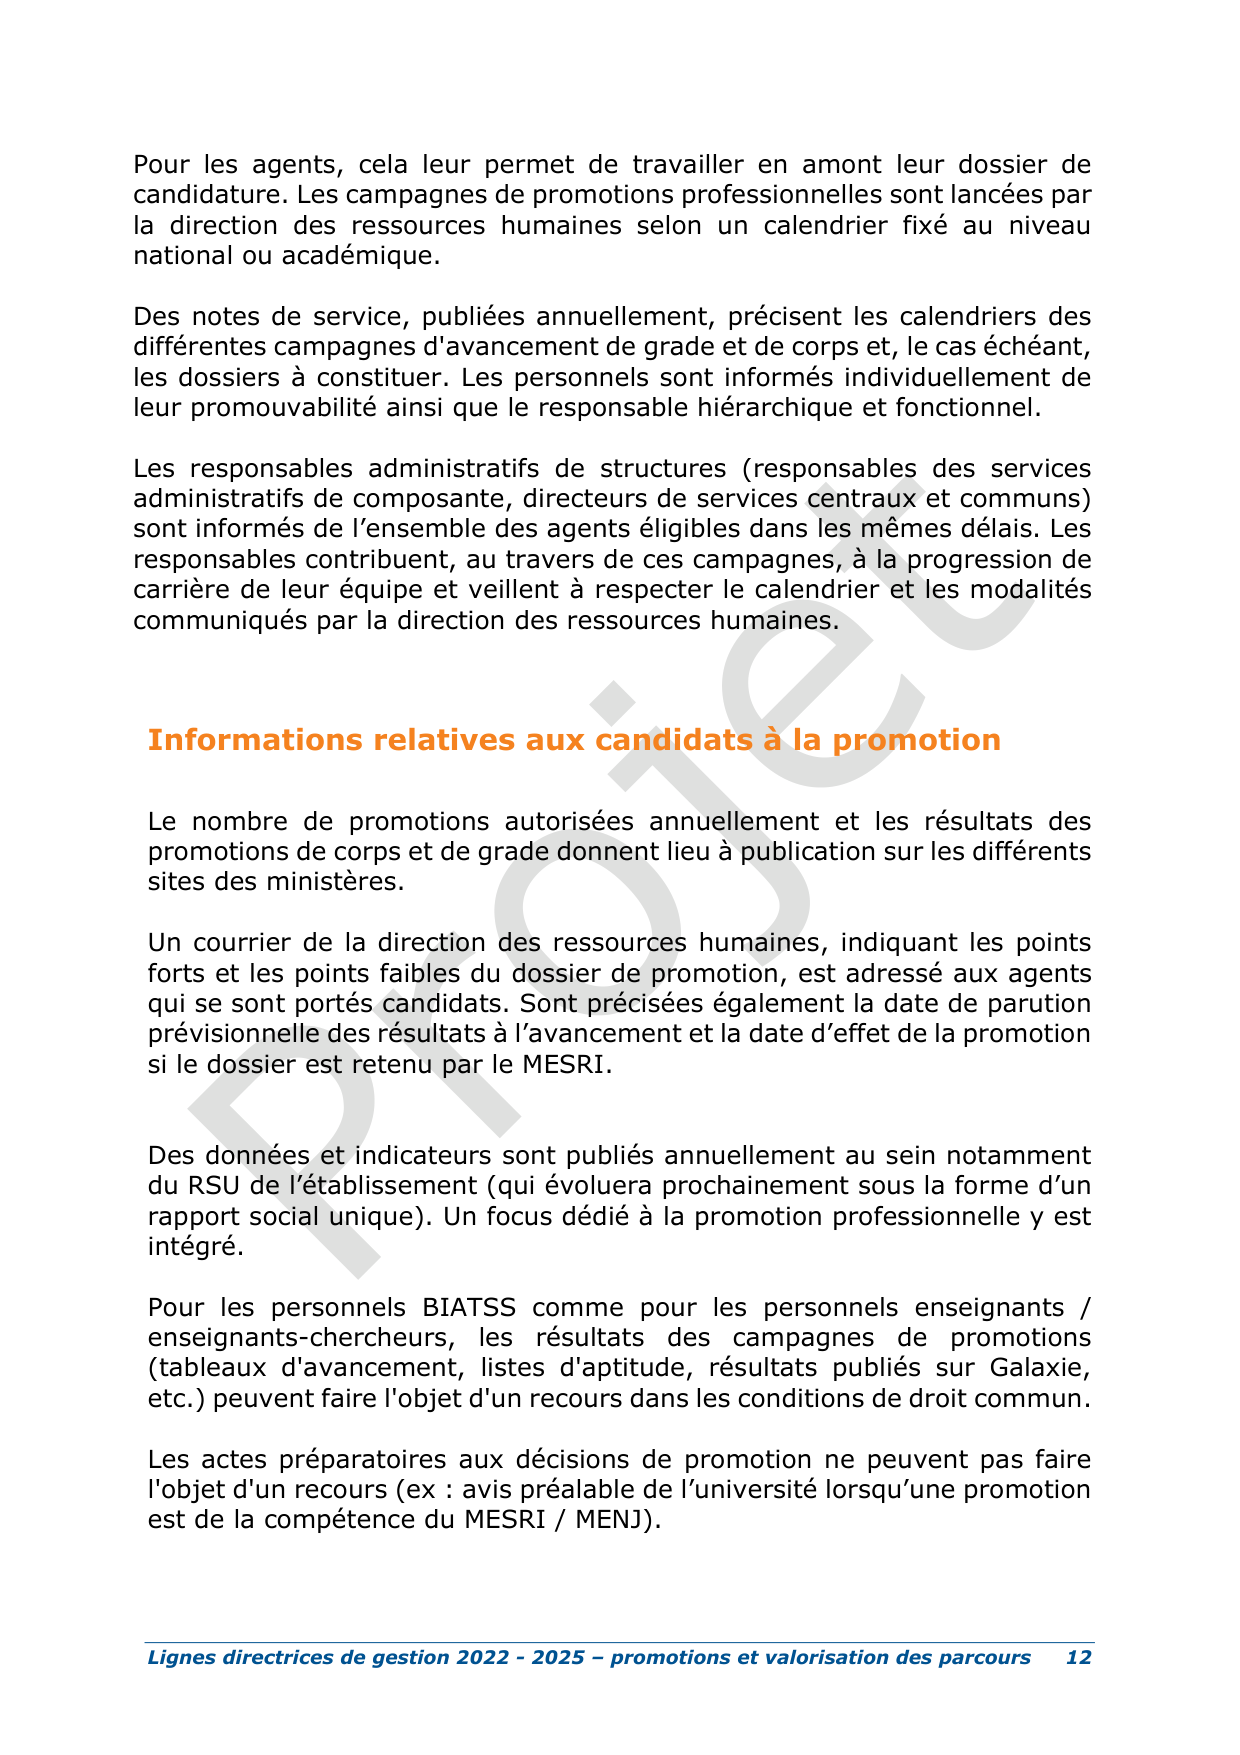 Pour les agents, cela leur permet de travailler en amont leur dossier de
candidature. Les campagnes de promotions professionnelles sont lancées par
la direction des ressources humaines selon un calendrier fixé au niveau
national ou académique.
Des notes de service, publiées annuellement, précisent les calendriers des
différentes campagnes d'avancement de grade et de corps et, le cas échéant,
les dossiers à constituer. Les personnels sont informés individuellement de
leur promouvabilité ainsi que le responsable hiérarchique et fonctionnel.
Les responsables administratifs de structures (responsables des services
administratifs de composante, directeurs de services centraux et communs)
sont informés de l’ensemble des agents éligibles dans les mêmes délais. Les
responsables contribuent, au travers de ces campagnes, à la progression de
carrière de leur équipe et veillent à respecter le calendrier et les modalités
communiqués par la direction des ressources humaines.
Informations relatives aux candidats à la promotion
Le nombre de promotions autorisées annuellement et les résultats des
promotions de corps et de grade donnent lieu à publication sur les différents
sites des ministères.
Un courrier de la direction des ressources humaines, indiquant les points
forts et les points faibles du dossier de promotion, est adressé aux agents
qui se sont portés candidats. Sont précisées également la date de parution
prévisionnelle des résultats à l’avancement et la date d’effet de la promotion
si le dossier est retenu par le MESRI.
Des données et indicateurs sont publiés annuellement au sein notamment
du RSU de l’établissement (qui évoluera prochainement sous la forme d’un
rapport social unique). Un focus dédié à la promotion professionnelle y est
intégré.
Pour les personnels BIATSS comme pour les personnels enseignants /
enseignants-chercheurs, les résultats des campagnes de promotions
(tableaux d'avancement, listes d'aptitude, résultats publiés sur Galaxie,
etc.) peuvent faire l'objet d'un recours dans les conditions de droit commun.
Les actes préparatoires aux décisions de promotion ne peuvent pas faire
l'objet d'un recours (ex : avis préalable de l’université lorsqu’une promotion
est de la compétence du MESRI / MENJ).
Projet
Lignes directrices de gestion 2022 - 2025 – promotions et valorisation des parcours 12